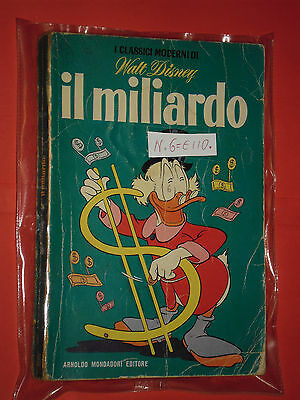 I CLASSICI MODERNI DI
Walt Disney
il miliardo
N. 6=€110.
ARNOLDO MONDADORI EDITORE